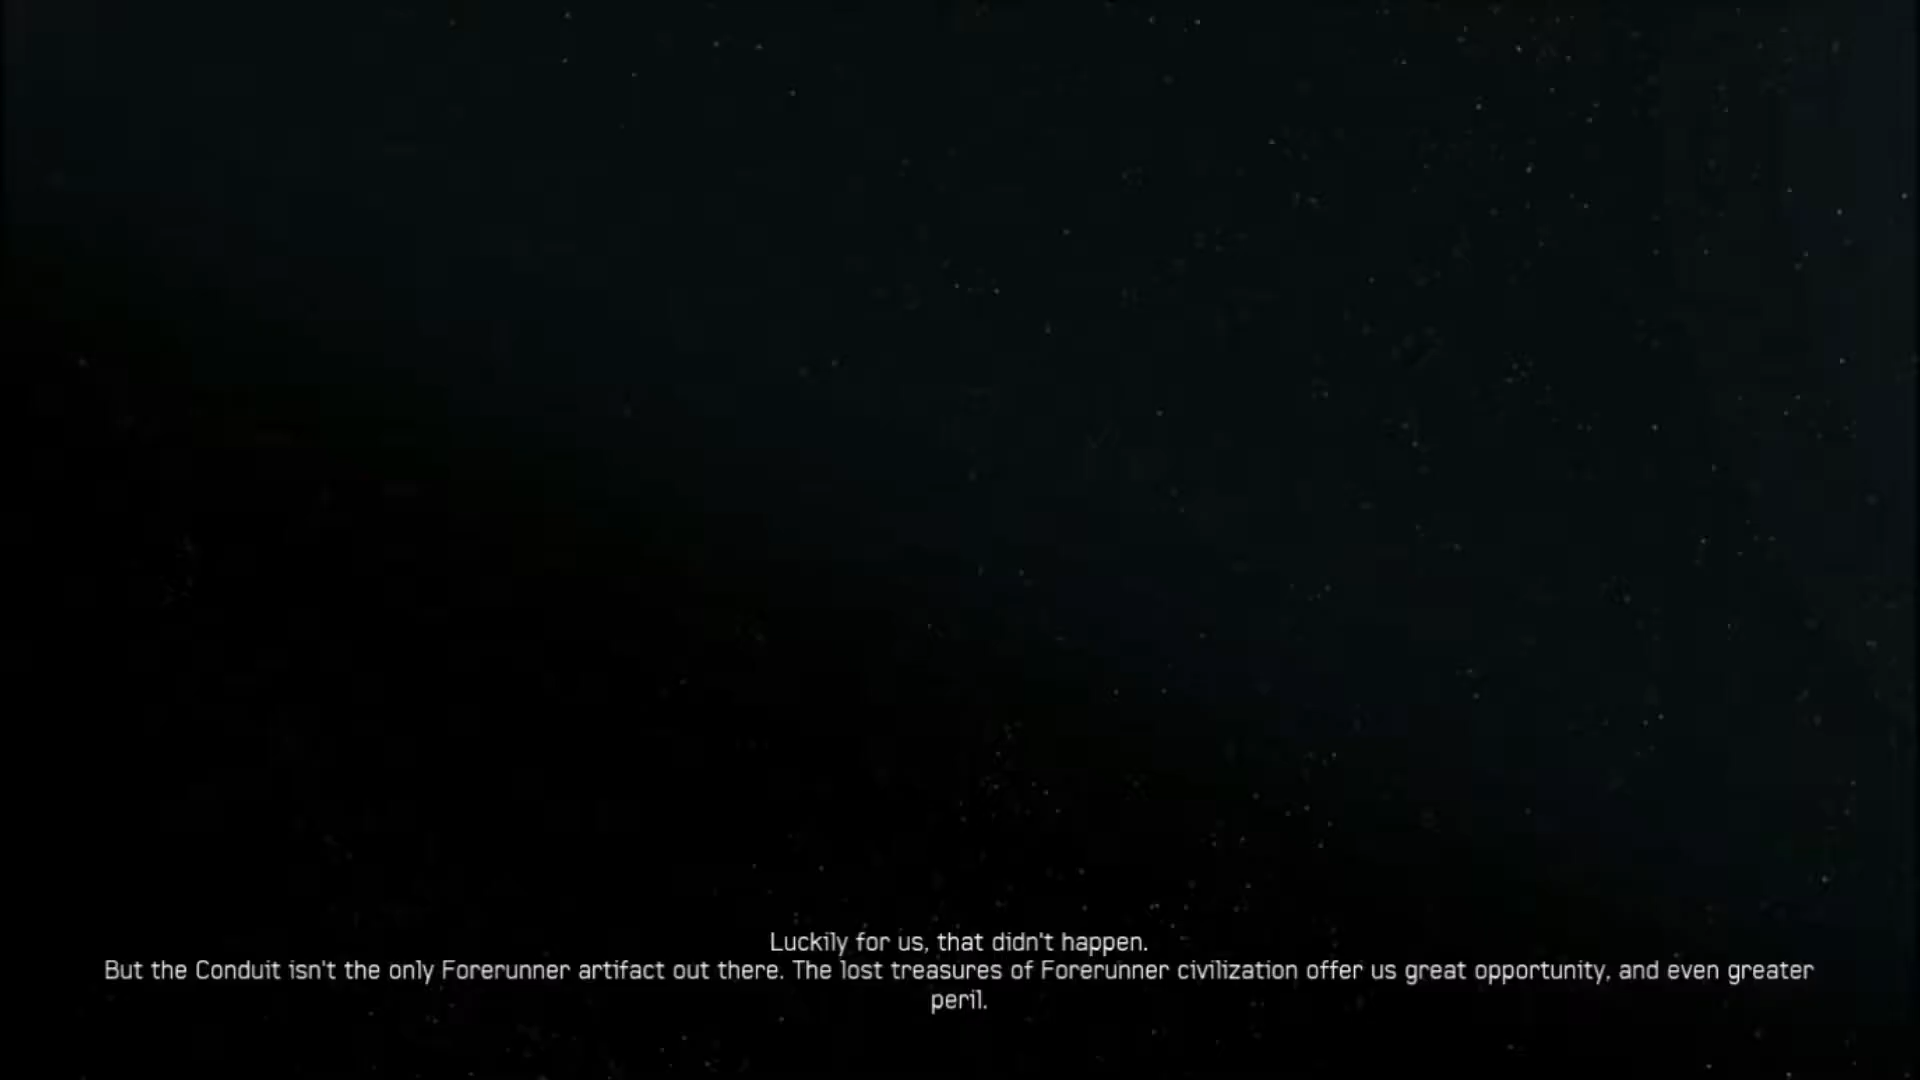 Luckily for us, that didn't happen.
But the Conduit isn't the only Forerunner artifact out there. The lost treasures of Forerunner civilization offer us great opportunity, and even greater
peril.